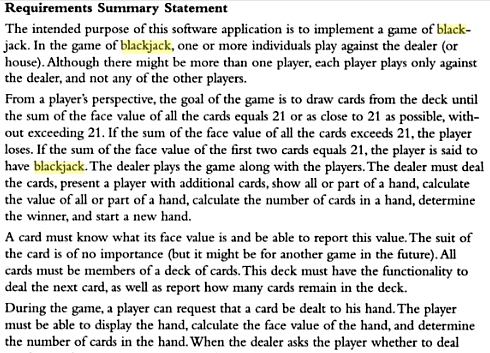 Requirements Summary Statement
The intended purpose of this software application is to implement a game of black-
jack. In the game of blackjack, one or more individuals play against the dealer (or
house). Although there might be more than one player, each player plays only against
the dealer, and not any of the other players.
From a player's perspective, the goal of the game is to draw cards from the deck until
the sum of the face value of all the cards equals 21 or as close to 21 as possible, with-
out exceeding 21. If the sum of the face value of all the cards exceeds 21, the player
loses. If the sum of the face value of the first two cards equals 21, the player is said to
have blackjack. The dealer plays the game along with the players. The dealer must deal
the cards, present a player with additional cards, show all or part of a hand, calculate
the value of all or part of a hand, calculate the number of cards in a hand, determine
the winner, and start a new hand.
A card must know what its face value is and be able to report this value. The suit of
the card is of no importance (but it might be for another game in the future). All
cards must be members of a deck of cards. This deck must have the functionality to
deal the next card, as well as report how many cards remain in the deck.
During the game, a player can request that a card be dealt to his hand. The player
must be able to display the hand, calculate the face value of the hand, and determine
the number of cards in the hand. When the dealer asks the player whether to deal